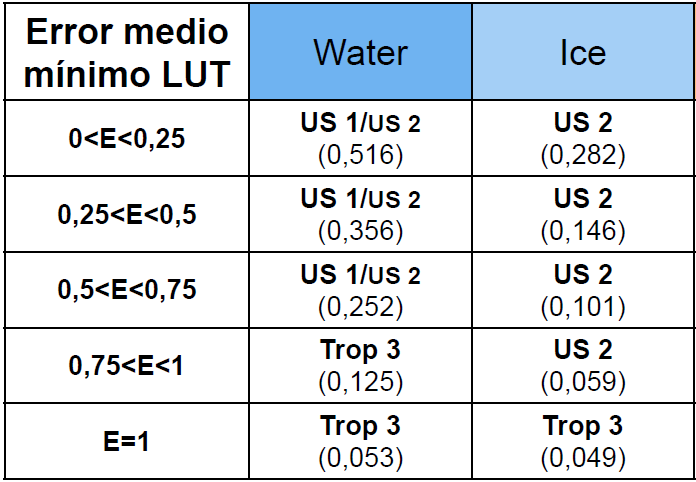 Error medio
mínimo LUT
Water
Ice
0<E<0,25
US 1/US 2
(0,516)
US 2
(0,282)
0,25<E<0,5
US 1/US 2
(0,356)
US 2
(0,146)
0,5<E<0,75
US 1/US 2
(0,252)
US 2
(0,101)
0,75<E<1
Trop 3
(0,125)
US 2
(0,059)
E=1
Trop 3
(0,053)
Trop 3
(0,049)